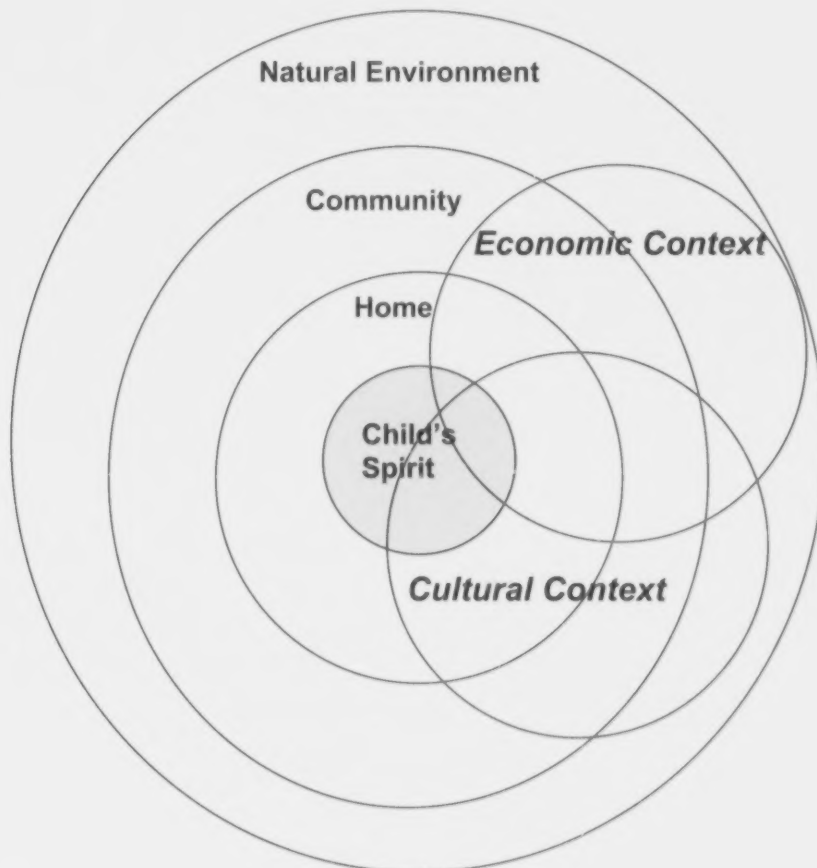 Natural Environment
Community
Economic Context
Home
Child's
Spirit
Cultural Context